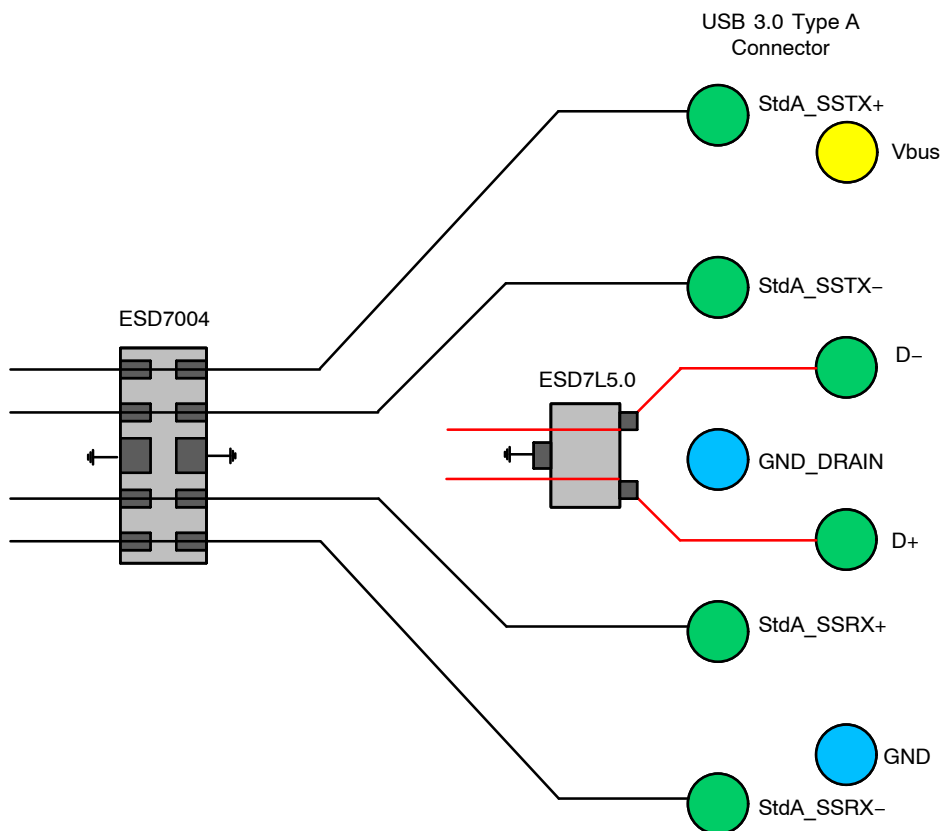 USB 3.0 Type A
Connector
StdA_SSTX+
Vbus
StdA_SSTX−
ESD7004
D−
ESD7L5.0
GND_DRAIN
D+
StdA_SSRX+
GND
StdA_SSRX−